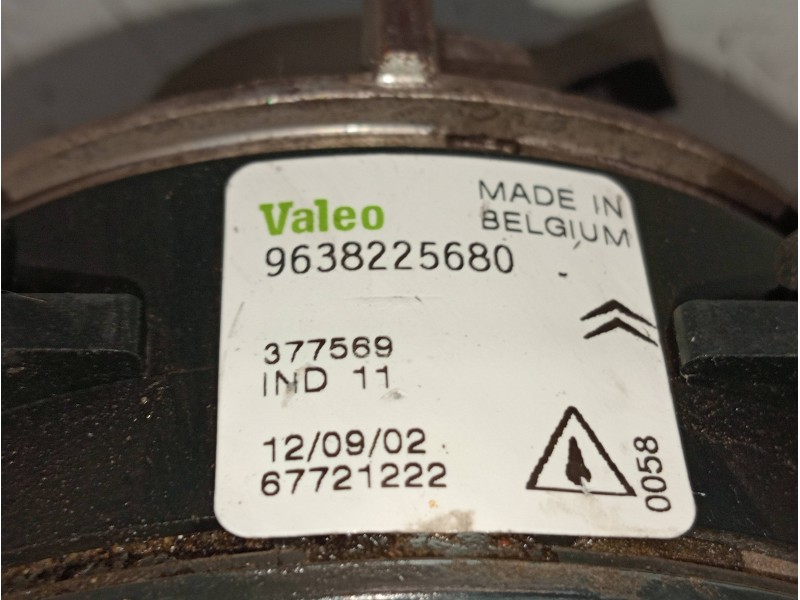 Valeo
MADE IN
BELGIUM
9638225680
377569
IND 11
12/09/02
67721222
0058